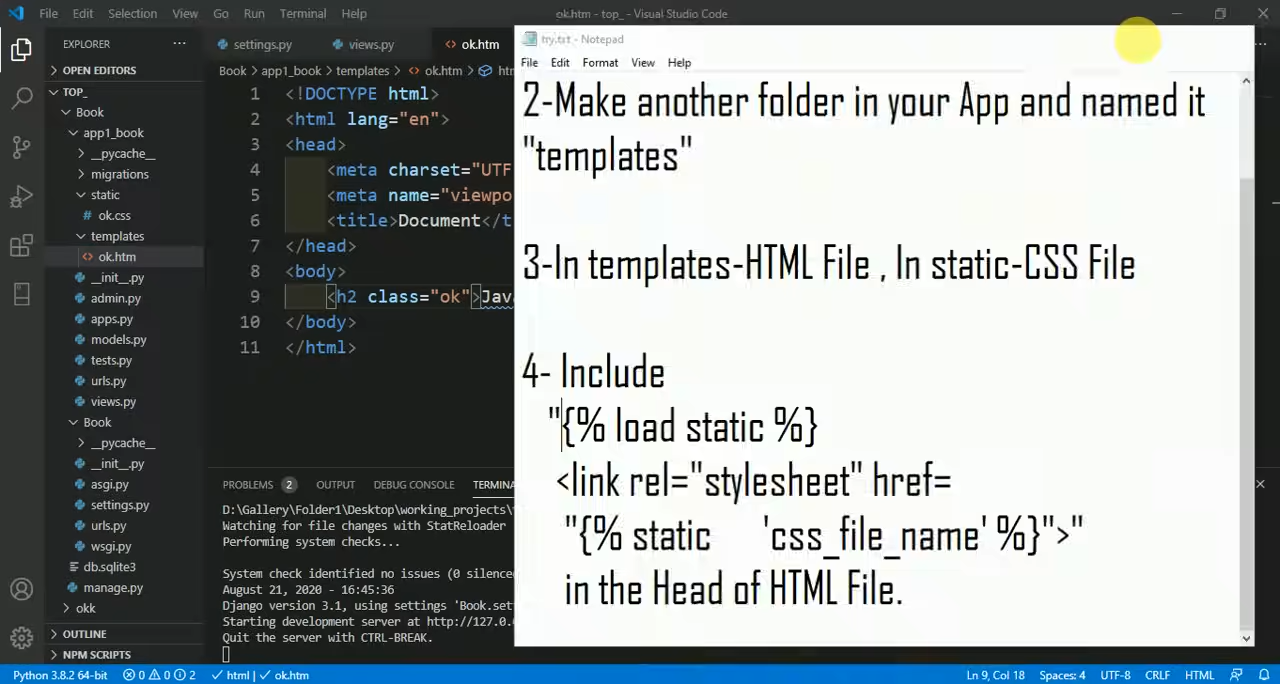 File Edit Selection View Go Run Terminal Help
ok.htm - top_ - Visual Studio Code
EXPLORER
settings.py
views.py
ok.htm
OPEN EDITORS
TOP_
Book
app1_book
__pycache__
migrations
static
ok.css
templates
ok.htm
__init__.py
admin.py
apps.py
models.py
tests.py
urls.py
views.py
Book
__pycache__
__init__.py
asgi.py
settings.py
urls.py
wsgi.py
db.sqlite3
manage.py
okk
OUTLINE
NPM SCRIPTS
Book > app1_book > templates > ok.htm >
1 <!DOCTYPE html>
2 <html lang="en">
3 <head>
4 <meta charset="UTF
5 <meta name="viewpo
6 <title>Document</t
7 </head>
8 <body>
9 <h2 class="ok">Jav
10 </body>
11 </html>
PROBLEMS 2 OUTPUT DEBUG CONSOLE TERMINA
D:\Gallery\Folder1\Desktop\working_projects\
Watching for file changes with StatReloader
Performing system checks...
System check identified no issues (0 silence
August 21, 2020 - 16:45:36
Django version 3.1, using settings 'Book.set
Starting development server at http://127.0.
Quit the server with CTRL-BREAK.
try.txt - Notepad
File Edit Format View Help
2-Make another folder in your App and named it
"templates"
3-In templates-HTML File , In static-CSS File
4- Include
"{% load static %}
<link rel="stylesheet" href=
"{% static 'css_file_name' %}">"
in the Head of HTML File.
Python 3.8.2 64-bit 0 0 2 html | ok.htm Ln 9, Col 18 Spaces: 4 UTF-8 CRLF HTML